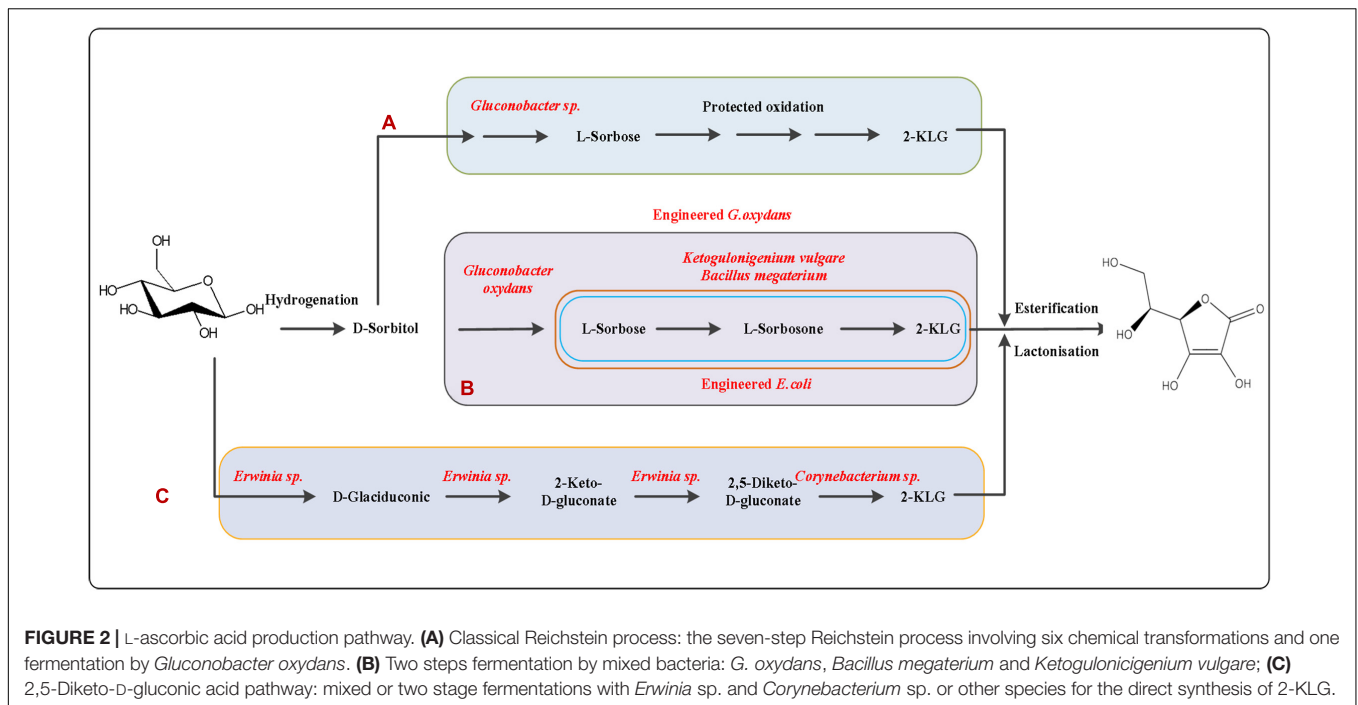 Gluconobacter sp.
Protected oxidation
A
L-Sorbose
2-KLG
Engineered G.oxydans
OH
OH
O
HO
HO
OH
OH
Hydrogenation
D-Sorbitol
Gluconobacter
oxydans
Ketogulonigenium vulgare
Bacillus megaterium
L-Sorbose
L-Sorbosone
2-KLG
B
Engineered E.coli
Esterification
Lactonisation
HO
O
O
HO
HO
OH
C
Erwinia sp.
Erwinia sp.
Erwinia sp.
Corynebacterium sp.
D-Glaciduconic
2-Keto-
D-gluconate
2,5-Diketo-
D-gluconate
2-KLG
FIGURE 2 | L-ascorbic acid production pathway. (A) Classical Reichstein process: the seven-step Reichstein process involving six chemical transformations and one
fermentation by Gluconobacter oxydans. (B) Two steps fermentation by mixed bacteria: G. oxydans, Bacillus megaterium and Ketogulonicigenium vulgare; (C)
2,5-Diketo-D-gluconic acid pathway: mixed or two stage fermentations with Erwinia sp. and Corynebacterium sp. or other species for the direct synthesis of 2-KLG.